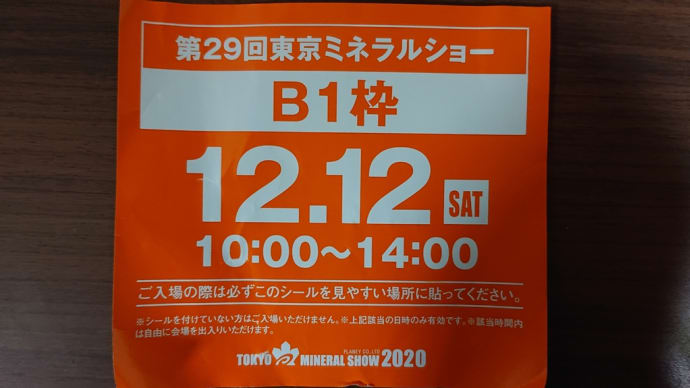 第29回東京ミネラルショー
B1枠
12.12 SAT
10:00～14:00
ご入場の際は必ずこのシールを見やすい場所に貼ってください。
※シールを付けていない方はご入場いただけません。※上記該当の日時のみ有効です。※該当時間内
は自由に会場を出入りいただけます。
PLANEY CO.,LTD
TOKYO MINERAL SHOW 2020